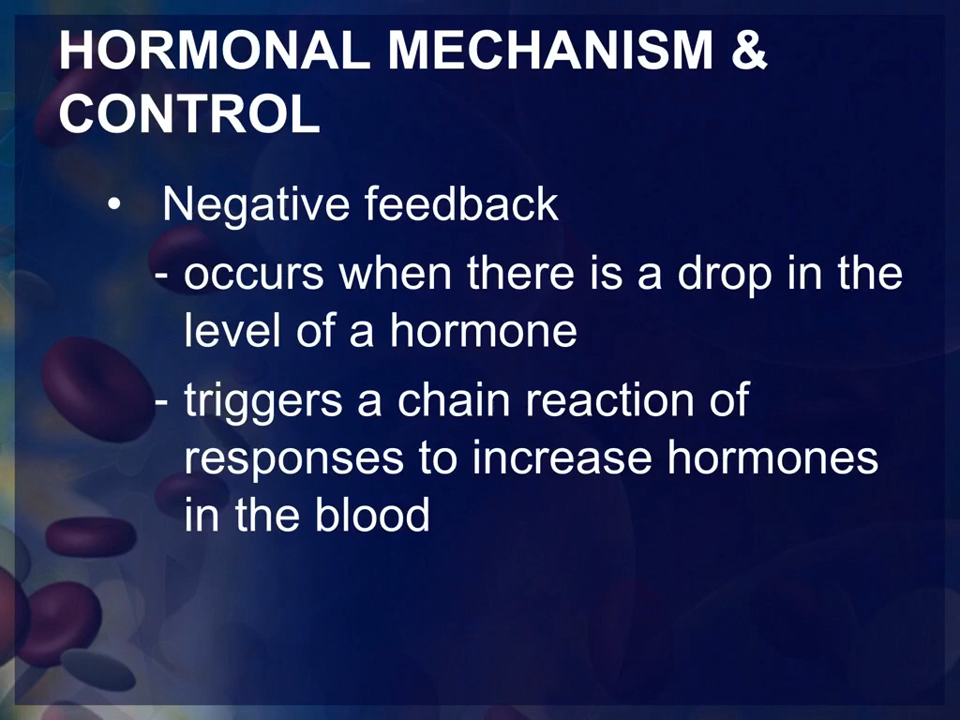 HORMONAL MECHANISM &
CONTROL
• Negative feedback
- occurs when there is a drop in the
level of a hormone
- triggers a chain reaction of
responses to increase hormones
in the blood